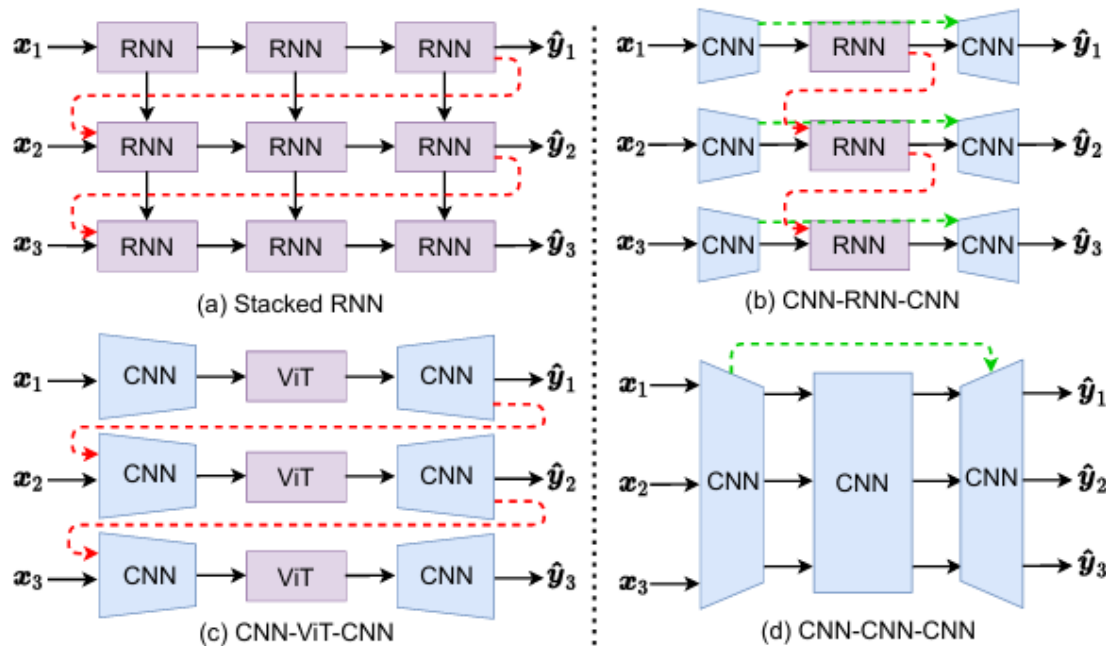 x₁ RNN RNN RNN ŷ₁
x₂ RNN RNN RNN ŷ₂
x₃ RNN RNN RNN ŷ₃
(a) Stacked RNN
x₁ CNN RNN CNN ŷ₁
x₂ CNN RNN CNN ŷ₂
x₃ CNN RNN CNN ŷ₃
(b) CNN-RNN-CNN
x₁ CNN ViT CNN ŷ₁
x₂ CNN ViT CNN ŷ₂
x₃ CNN ViT CNN ŷ₃
(c) CNN-ViT-CNN
x₁ ŷ₁
x₂ CNN CNN CNN ŷ₂
x₃ ŷ₃
(d) CNN-CNN-CNN